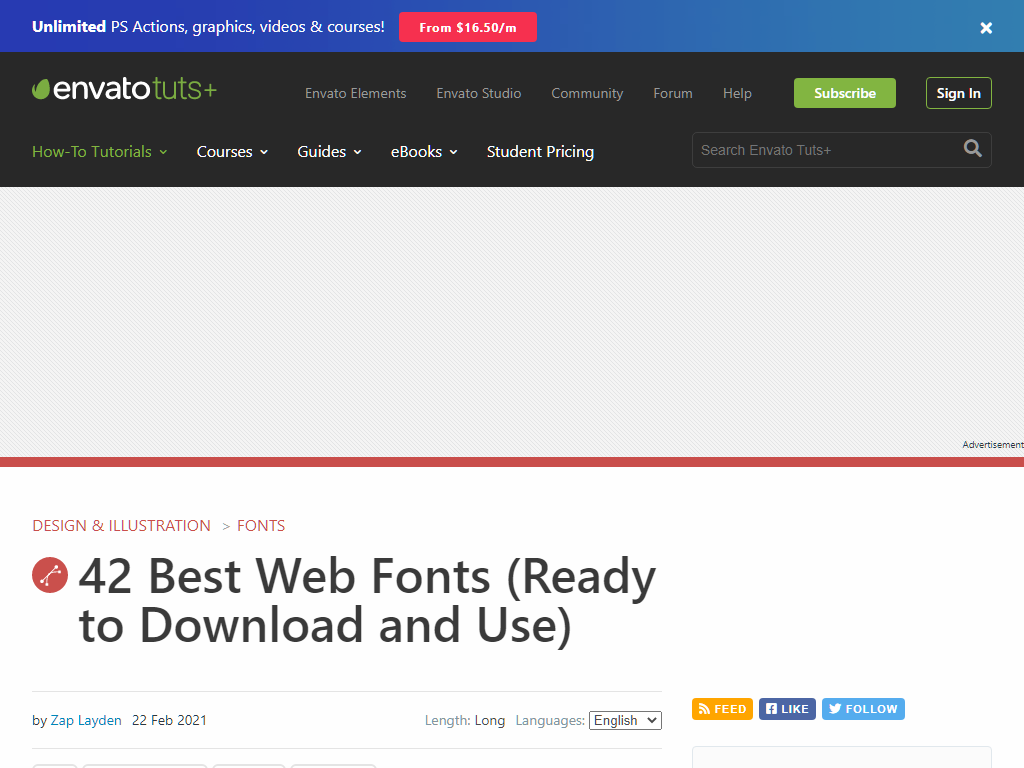 Unlimited PS Actions, graphics, videos & courses! From $16.50/m
envatotuts+ Envato Elements Envato Studio Community Forum Help Subscribe Sign In
How-To Tutorials Courses Guides eBooks Student Pricing Search Envato Tuts+
Advertisement
DESIGN & ILLUSTRATION > FONTS
42 Best Web Fonts (Ready
to Download and Use)
by Zap Layden 22 Feb 2021 Length: Long Languages: English FEED LIKE FOLLOW